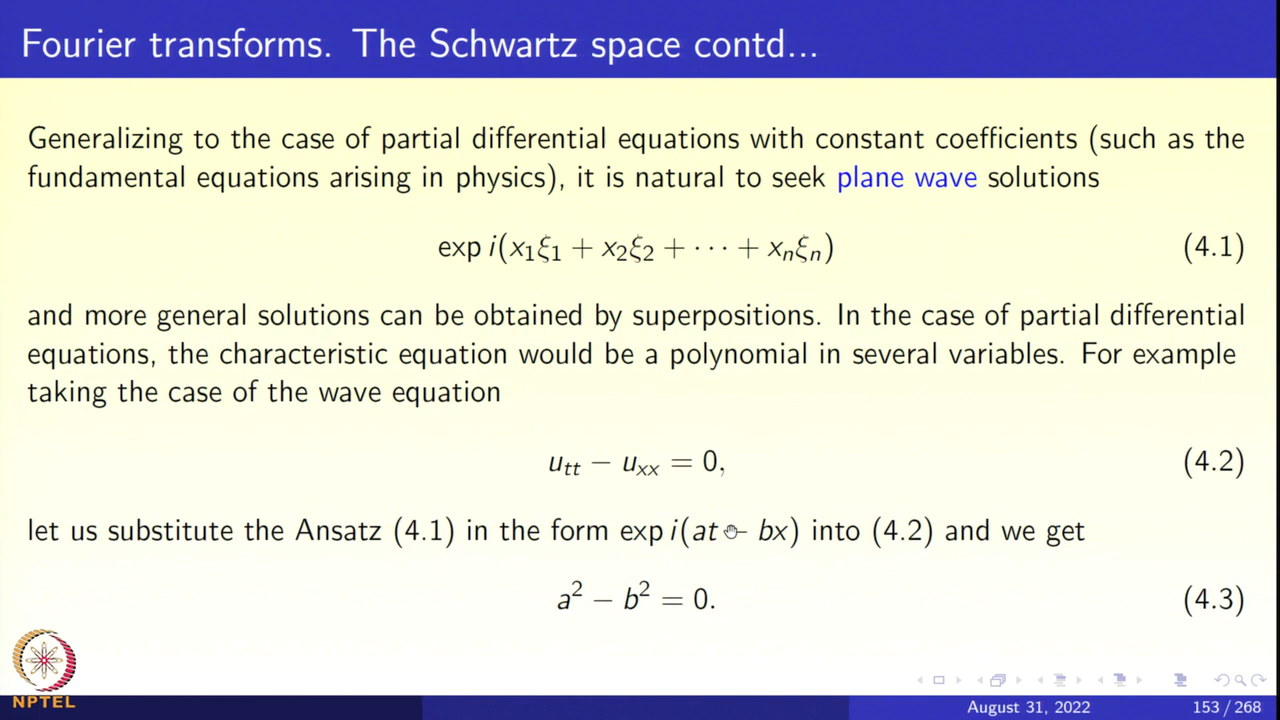 Fourier transforms. The Schwartz space contd...
Generalizing to the case of partial differential equations with constant coefficients (such as the
fundamental equations arising in physics), it is natural to seek plane wave solutions
exp i(x₁ξ₁ + x₂ξ₂ + ⋯ + xₙξₙ) (4.1)
and more general solutions can be obtained by superpositions. In the case of partial differential
equations, the characteristic equation would be a polynomial in several variables. For example
taking the case of the wave equation
uₜₜ − uₓₓ = 0, (4.2)
let us substitute the Ansatz (4.1) in the form exp i(at − bx) into (4.2) and we get
a² − b² = 0. (4.3)
NPTEL
August 31, 2022 153 / 268